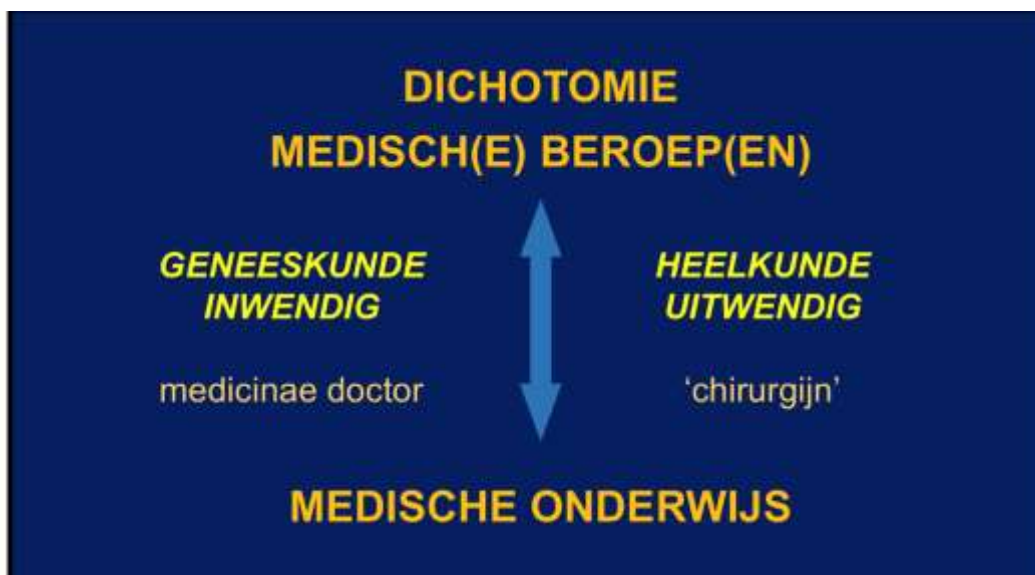 DICHOTOMIE
MEDISCH(E) BEROEP(EN)
GENEESKUNDE
INWENDIG
medicinae doctor
HEELKUNDE
UITWENDIG
‘chirurgijn’
MEDISCHE ONDERWIJS